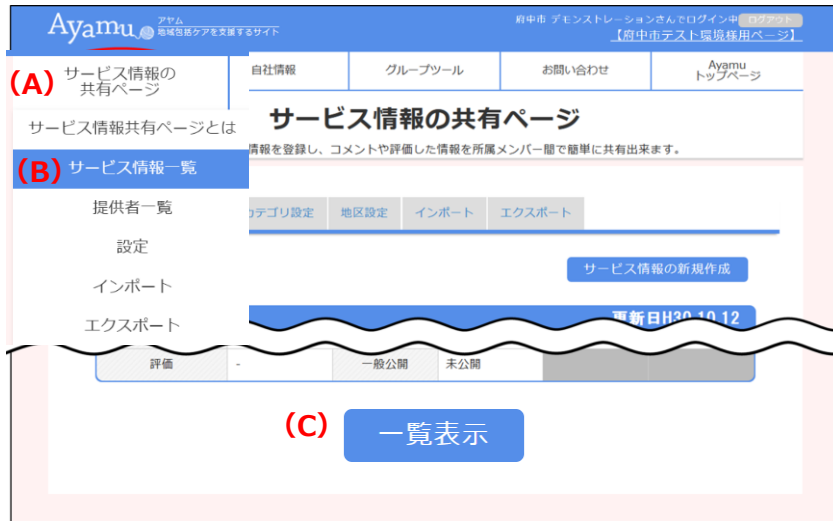 Ayamu
アヤム
地域包括ケアを支援するサイト
府中市 デモンストレーションさんでログイン中 ログアウト
【府中市テスト環境様用ページ】
(A) サービス情報の
共有ページ
自社情報
グループツール
お問い合わせ
Ayamu
トップページ
サービス情報共有ページとは
サービス情報の共有ページ
情報を登録し、コメントや評価した情報を所属メンバー間で簡単に共有出来ます。
(B) サービス情報一覧
提供者一覧
カテゴリ設定 地区設定 インポート エクスポート
設定
サービス情報の新規作成
インポート
エクスポート
更新日H30.10.12
評価 - 一般公開 未公開
(C) 一覧表示